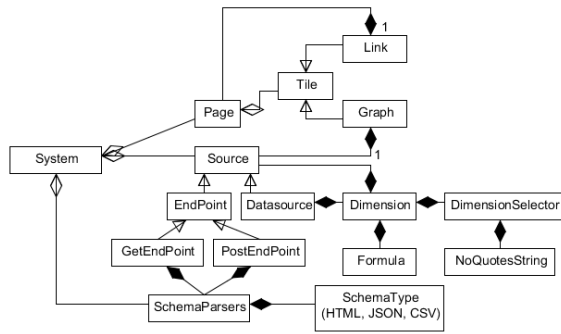 1
Link
Tile
Page
Graph
1
System
Source
EndPoint
Datasource
Dimension
DimensionSelector
GetEndPoint
PostEndPoint
Formula
NoQuotesString
SchemaParsers
SchemaType
(HTML, JSON, CSV)